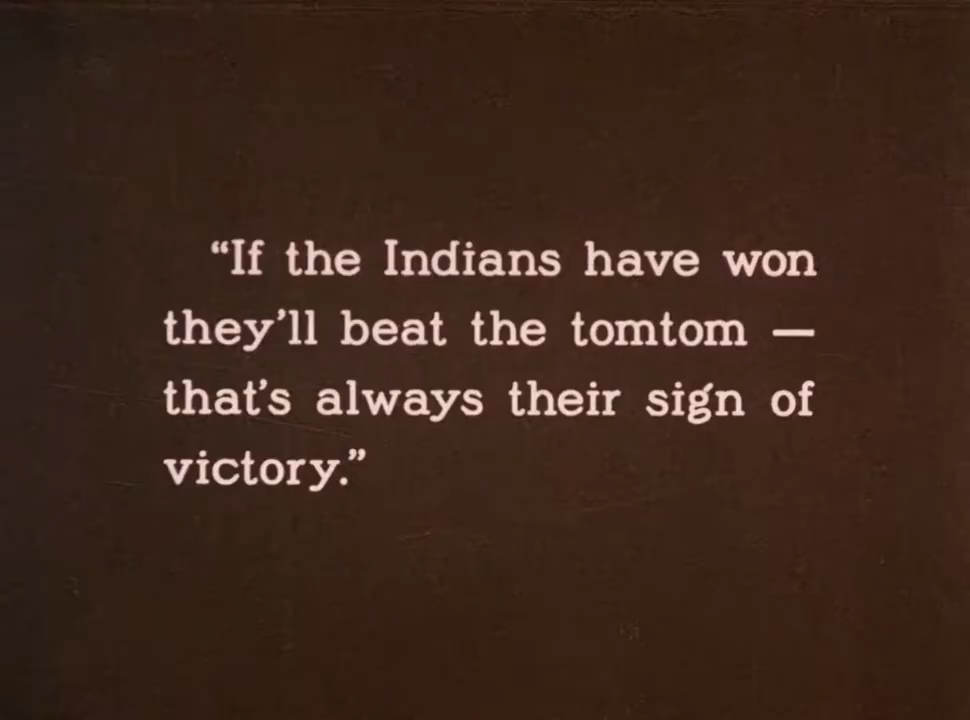 “If the Indians have won
they’ll beat the tomtom —
that’s always their sign of
victory.”